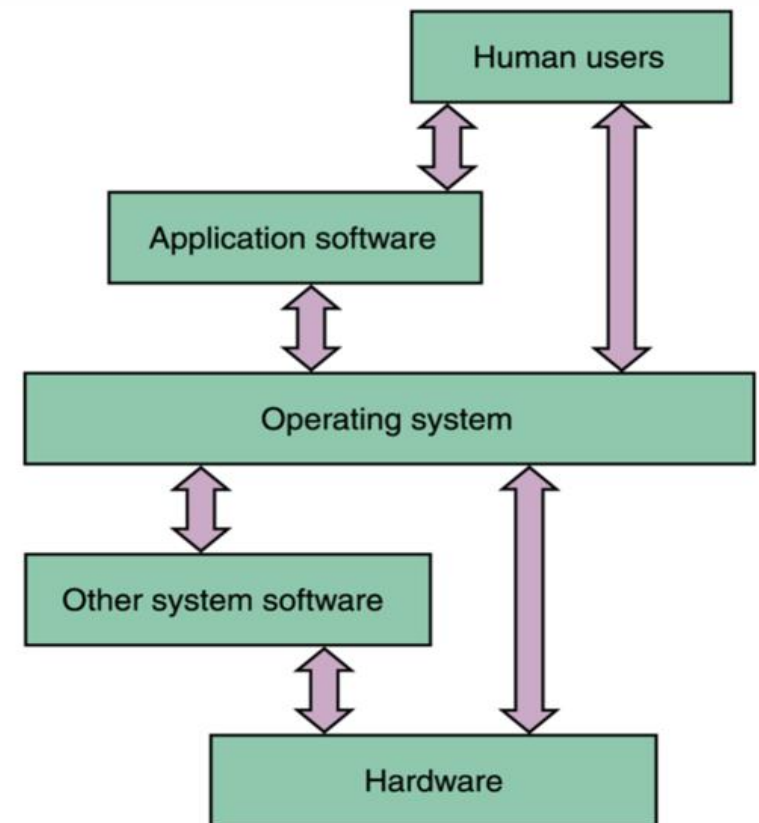 Human users
Application software
Operating system
Other system software
Hardware